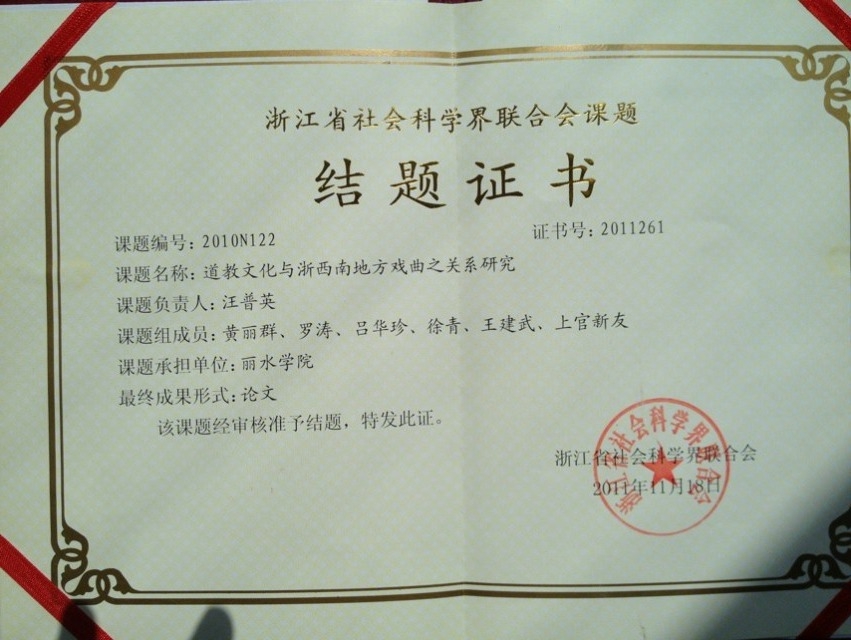 浙江省社会科学界联合会课题
结题证书
课题编号：2010N122
证书号：2011261
课题名称：道教文化与浙西南地方戏曲之关系研究
课题负责人：汪普英
课题组成员：黄丽群、罗涛、吕华珍、徐青、王建武、上官新友
课题承担单位：丽水学院
最终成果形式：论文
该课题经审核准予结题，特发此证。
浙江省社会科学界联合会
浙江省社会科学界联合会
2011年11月18日